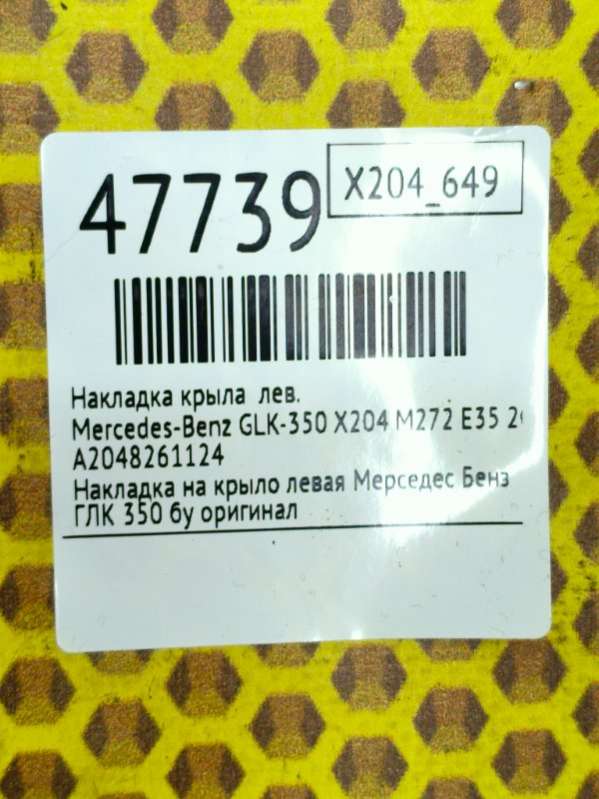 47739
X204_649
Накладка крыла лев.
Mercedes-Benz GLK-350 X204 M272 E35
A2048261124
Накладка на крыло левая Мерседес Бенз
ГЛК 350 бу оригинал